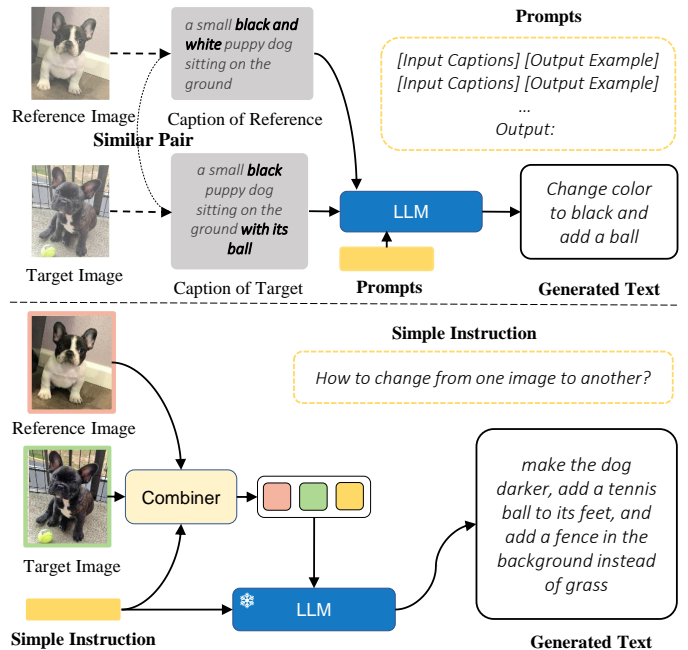 Prompts
a small black and
white puppy dog
sitting on the
ground
[Input Captions] [Output Example]
[Input Captions] [Output Example]
...
Output:
Reference Image
Caption of Reference
Similar Pair
a small black
puppy dog
sitting on the
ground with its
ball
LLM
Change color
to black and
add a ball
Target Image
Caption of Target
Prompts
Generated Text
Simple Instruction
How to change from one image to another?
Reference Image
Combiner
make the dog
darker, add a tennis
ball to its feet, and
add a fence in the
background instead
of grass
Target Image
LLM
Simple Instruction
Generated Text